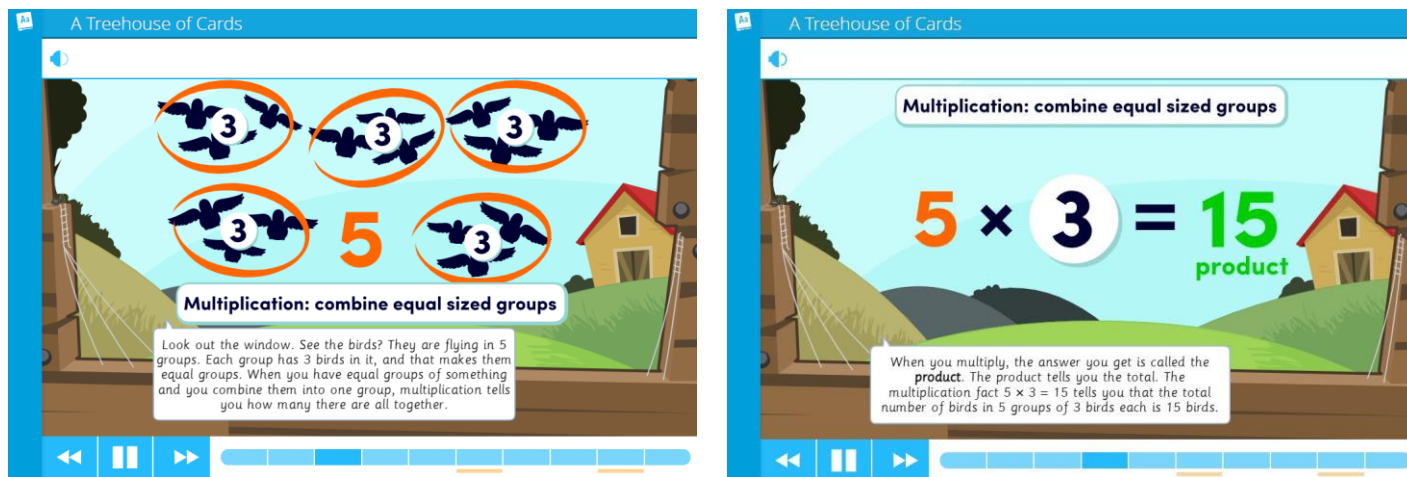 Aa
A Treehouse of Cards
3
3
3
3
5
3
Multiplication: combine equal sized groups
Look out the window. See the birds? They are flying in 5
groups. Each group has 3 birds in it, and that makes them
equal groups. When you have equal groups of something
and you combine them into one group, multiplication tells
you how many there are all together.
Aa
A Treehouse of Cards
Multiplication: combine equal sized groups
5 × 3 = 15
product
When you multiply, the answer you get is called the
product. The product tells you the total. The
multiplication fact 5 × 3 = 15 tells you that the total
number of birds in 5 groups of 3 birds each is 15 birds.